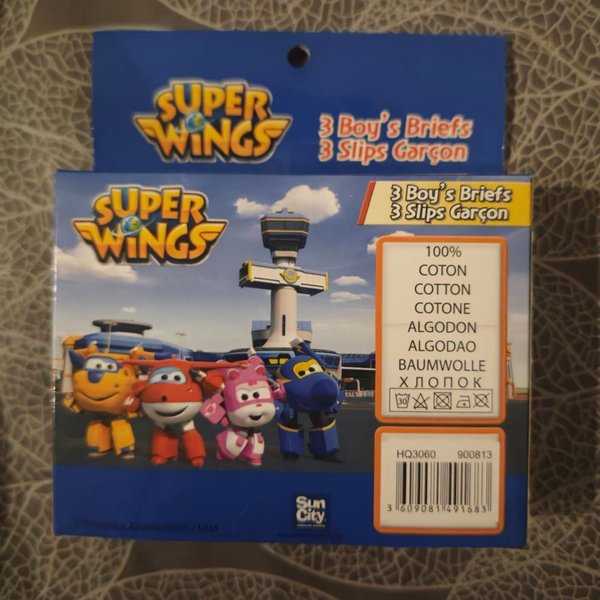 SUPER
WINGS
3 Boy's Briefs
3 Slips Garçon
SUPER
WINGS
3 Boy's Briefs
3 Slips Garçon
100%
COTON
COTTON
COTONE
ALGODON
ALGODAO
BAUMWOLLE
ХЛОПОК
30
HQ3060 900813
3 609081 491683
Sun
City